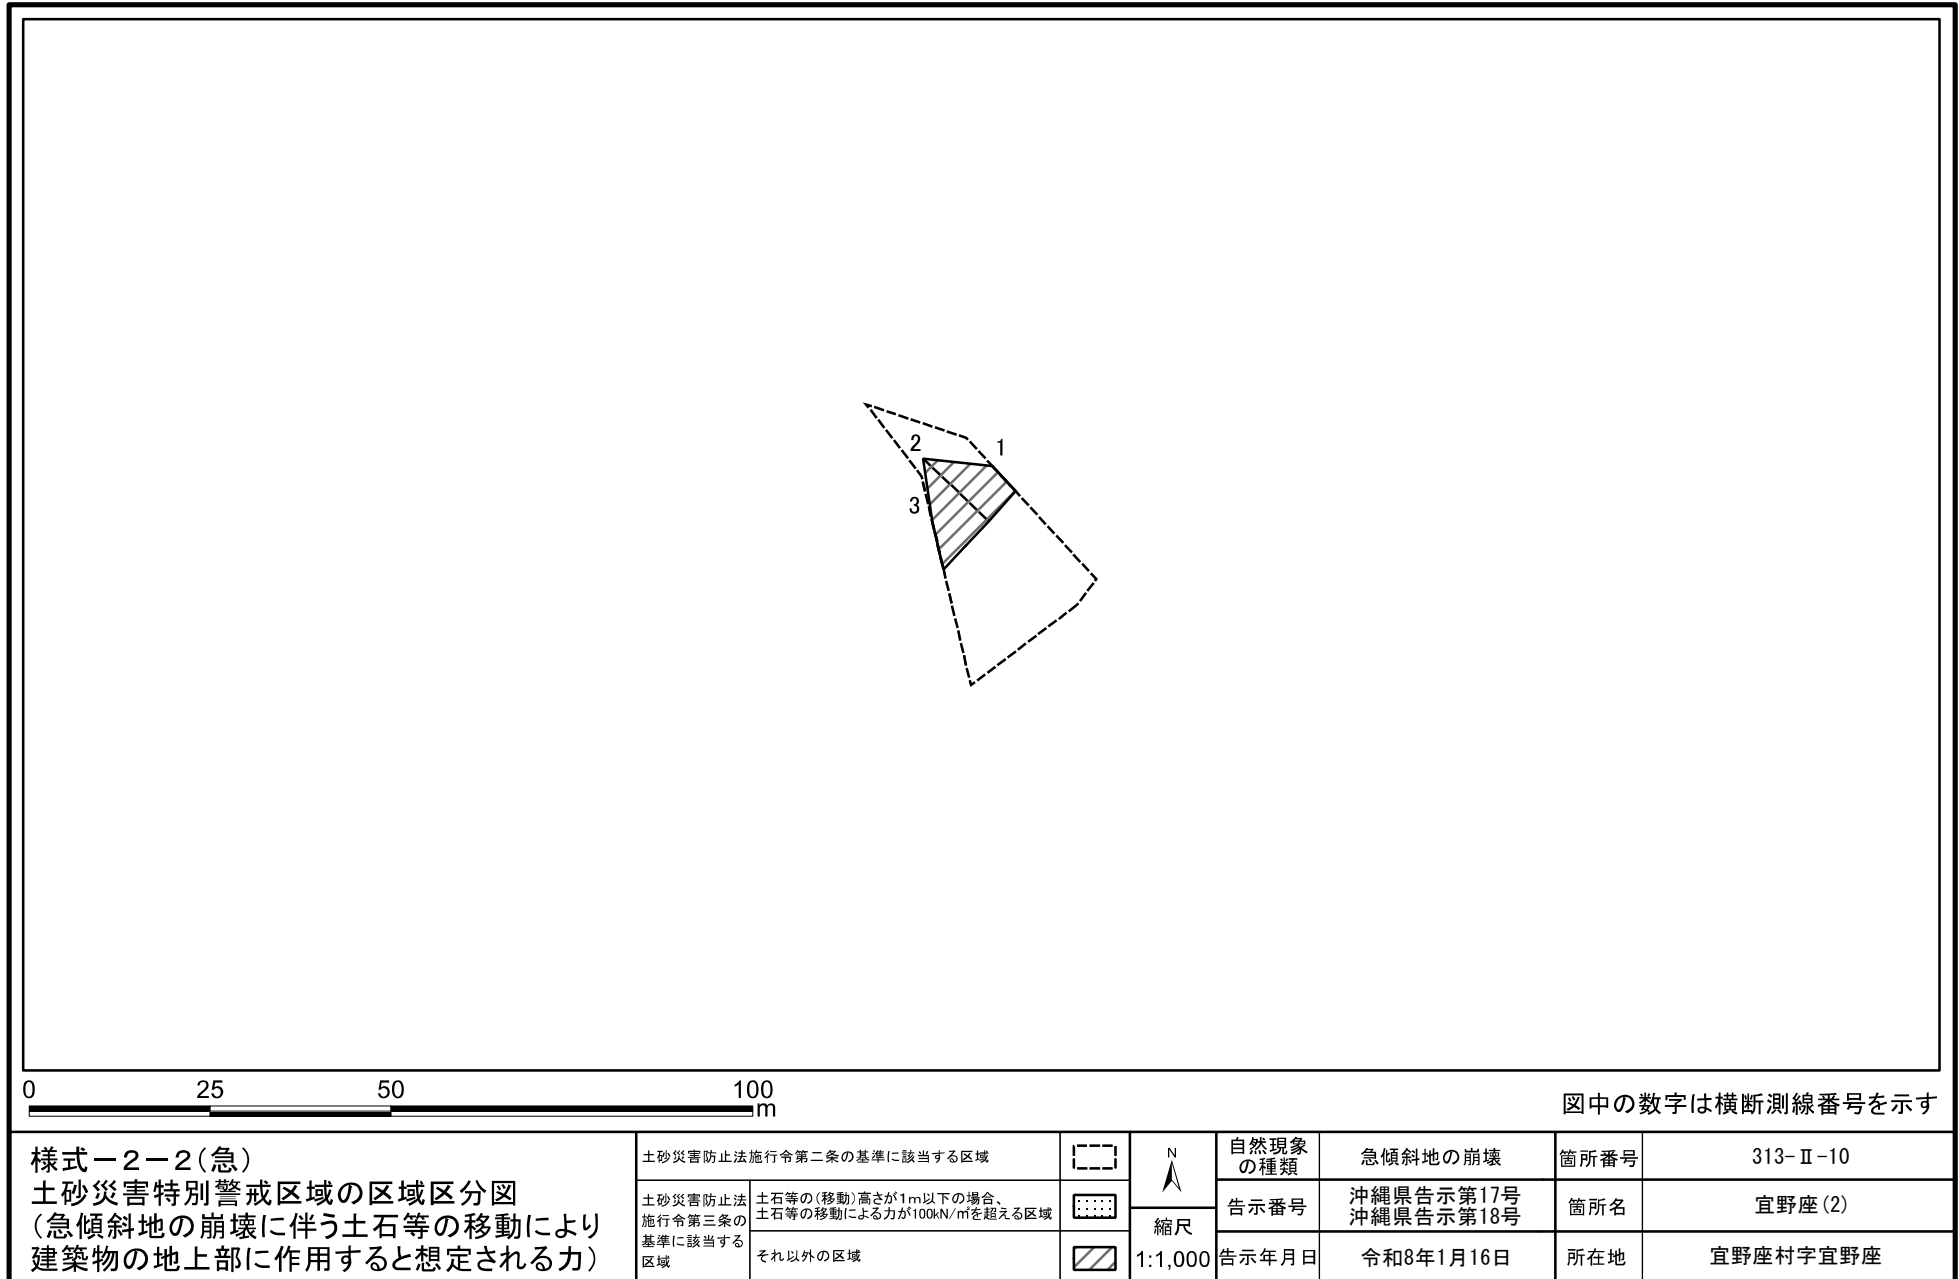 2
1
3
0 25 50 100
m
図中の数字は横断測線番号を示す
様式－２－２（急）
土砂災害特別警戒区域の区域区分図
（急傾斜地の崩壊に伴う土石等の移動により
建築物の地上部に作用すると想定される力）
土砂災害防止法施行令第二条の基準に該当する区域
土砂災害防止法
施行令第三条の
基準に該当する
区域
土石等の（移動）高さが1ｍ以下の場合、
土石等の移動による力が100kN/㎡を超える区域
それ以外の区域
N
縮尺
1:1,000
自然現象
の種類
急傾斜地の崩壊
箇所番号
313-Ⅱ-10
告示番号
沖縄県告示第17号
沖縄県告示第18号
箇所名
宜野座(2)
告示年月日
令和8年1月16日
所在地
宜野座村字宜野座